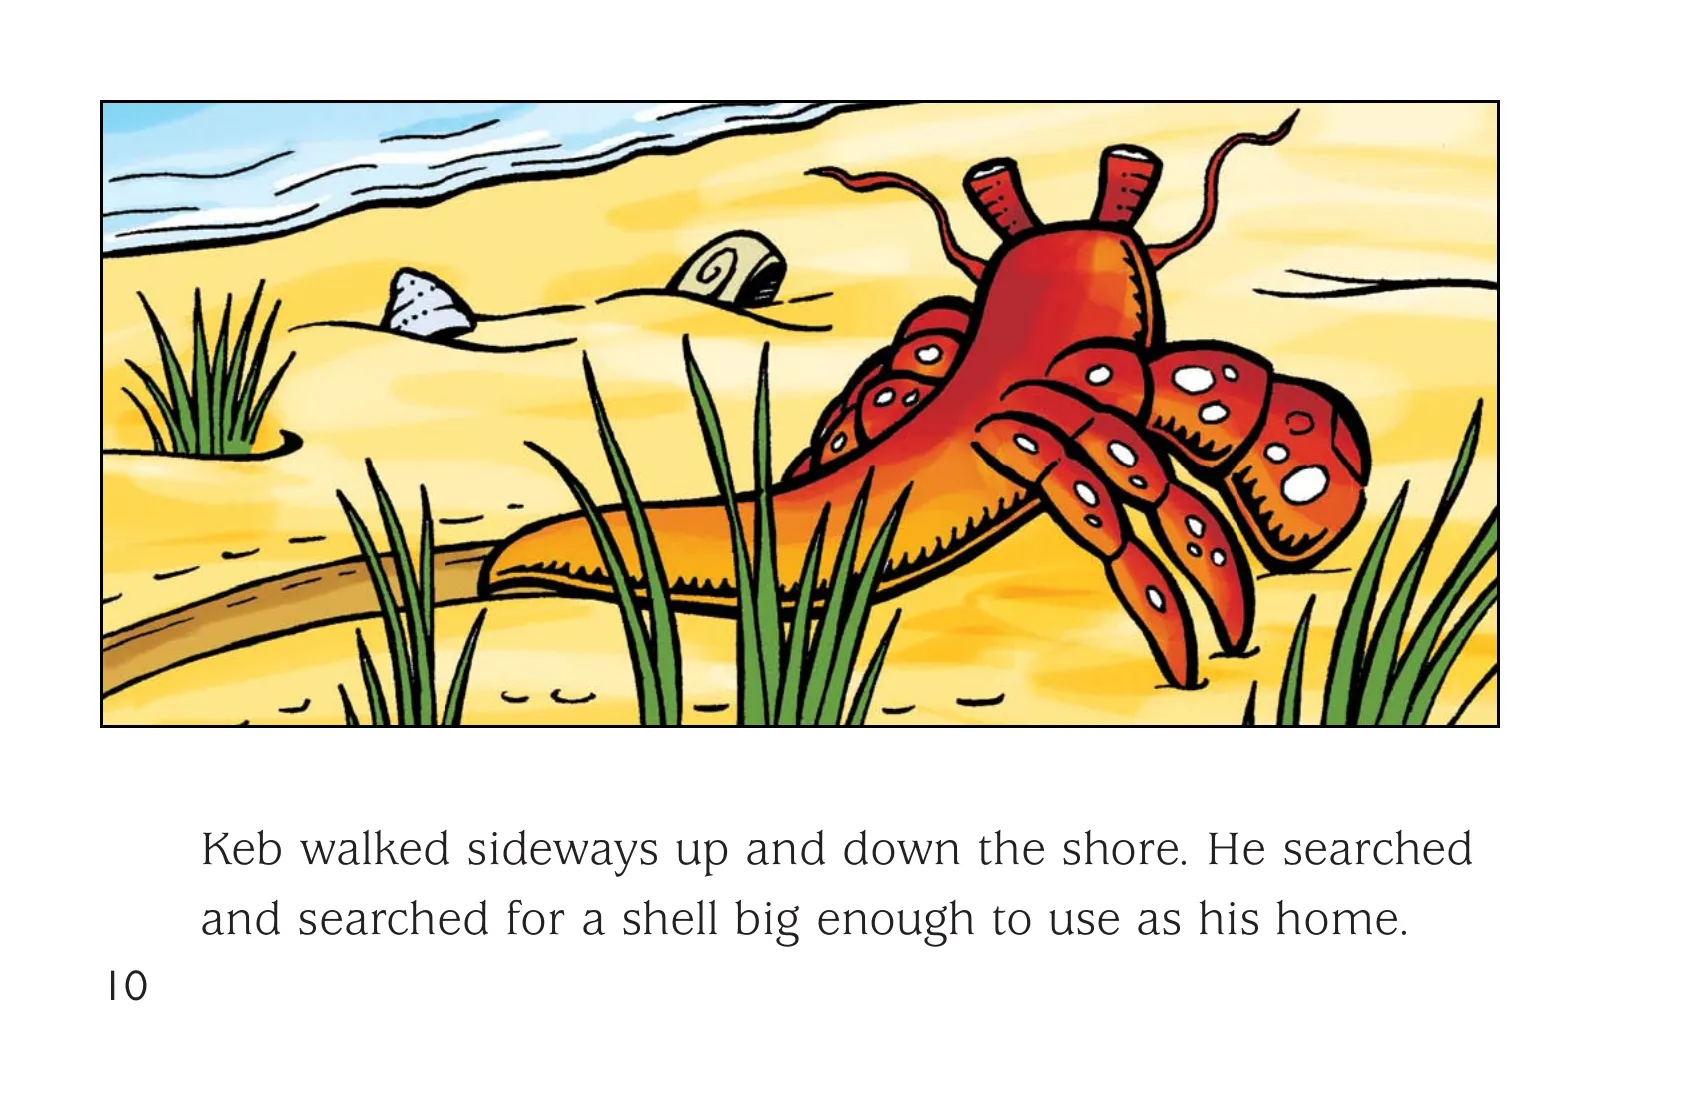 Keb walked sideways up and down the shore. He searched
and searched for a shell big enough to use as his home.
10